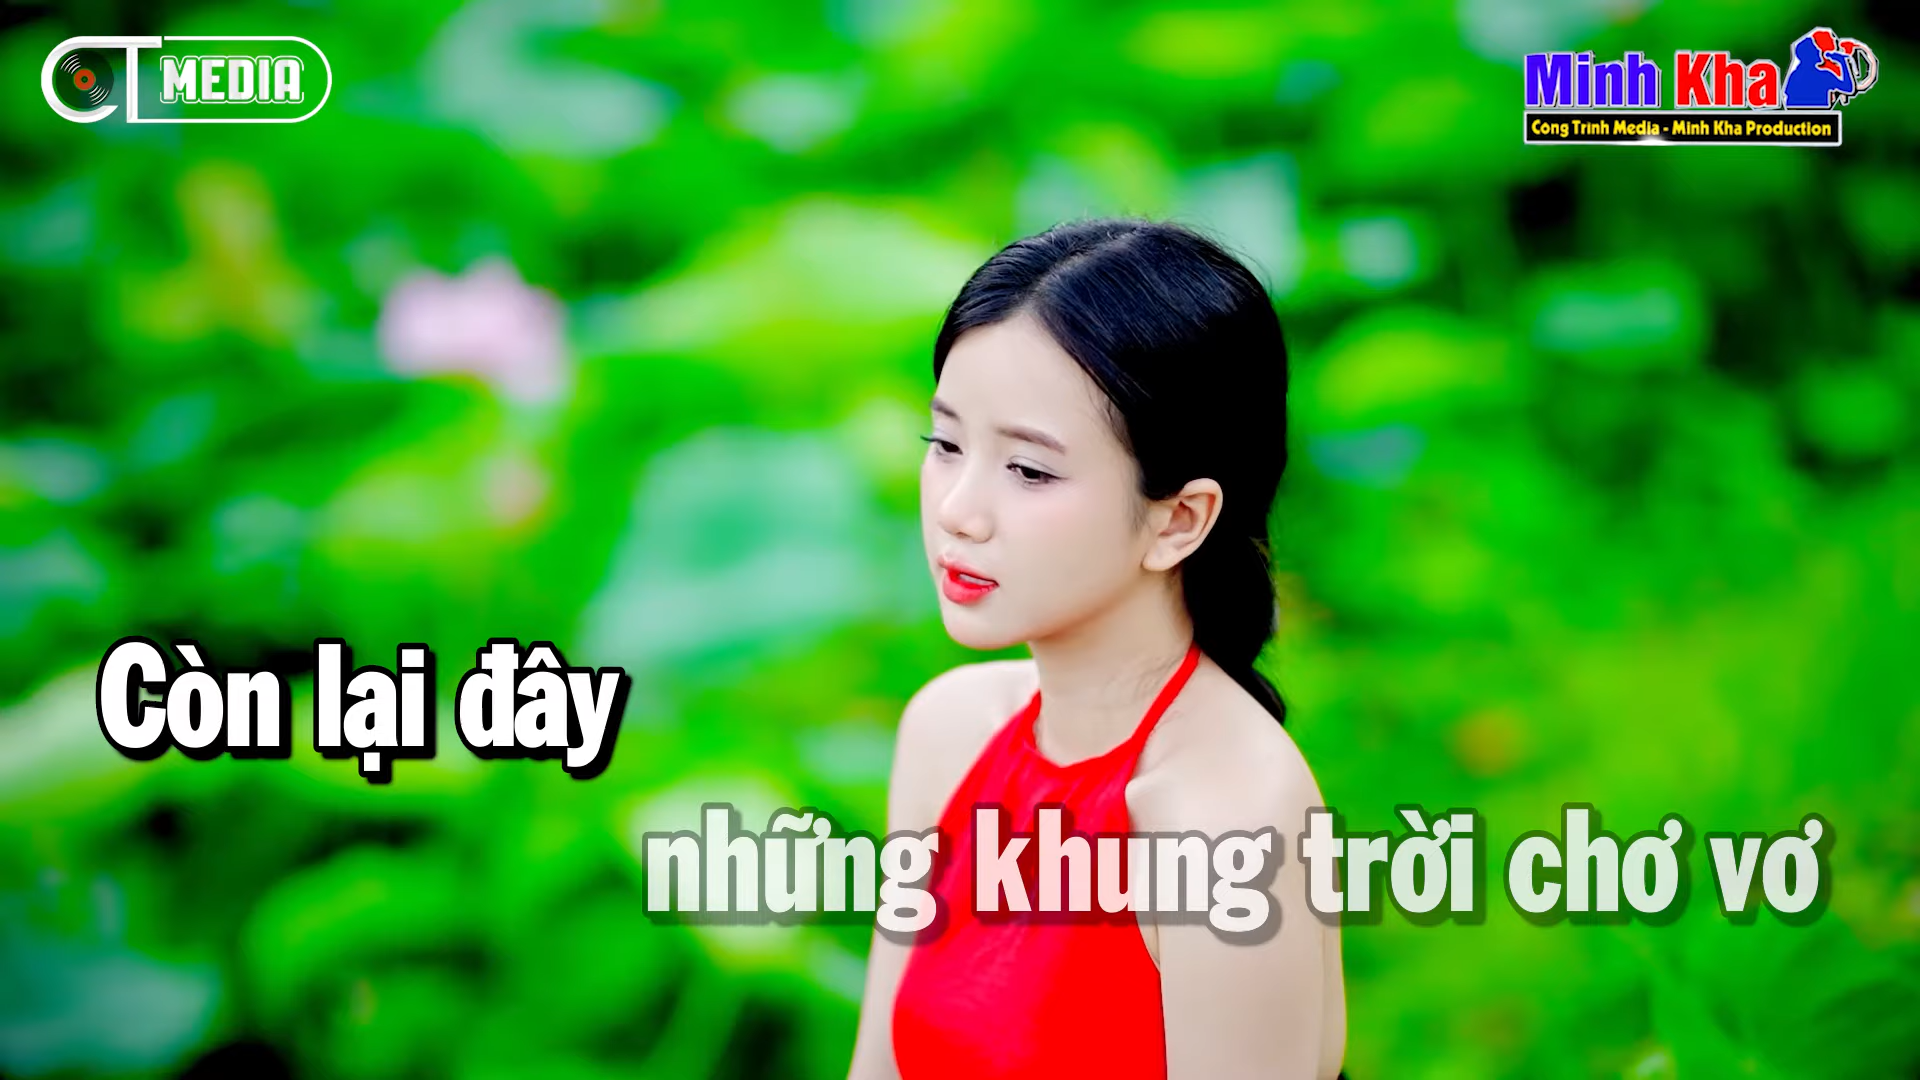 CT MEDIA
Minh Kha
Cong Trinh Media - Minh Kha Production
Còn lại đây
những khung trời chơ vơ